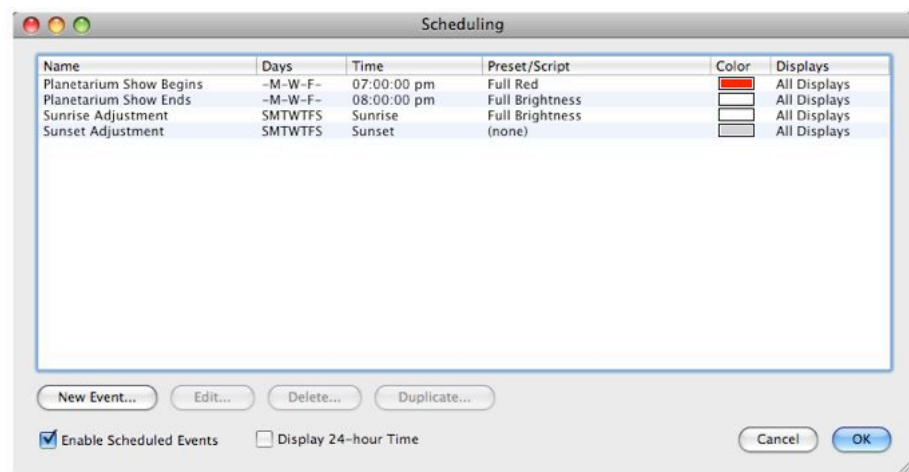 Scheduling
Name Days Time Preset/Script Color Displays
Planetarium Show Begins -M-W-F- 07:00:00 pm Full Red All Displays
Planetarium Show Ends -M-W-F- 08:00:00 pm Full Brightness All Displays
Sunrise Adjustment SMTWTFS Sunrise Full Brightness All Displays
Sunset Adjustment SMTWTFS Sunset (none) All Displays
New Event... Edit... Delete... Duplicate...
Enable Scheduled Events Display 24-hour Time Cancel OK